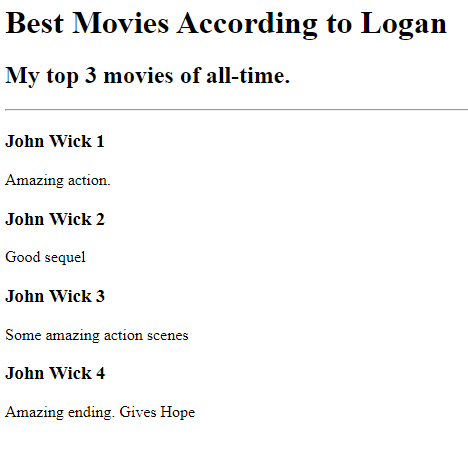 Best Movies According to Logan
My top 3 movies of all-time.
John Wick 1
Amazing action.
John Wick 2
Good sequel
John Wick 3
Some amazing action scenes
John Wick 4
Amazing ending. Gives Hope